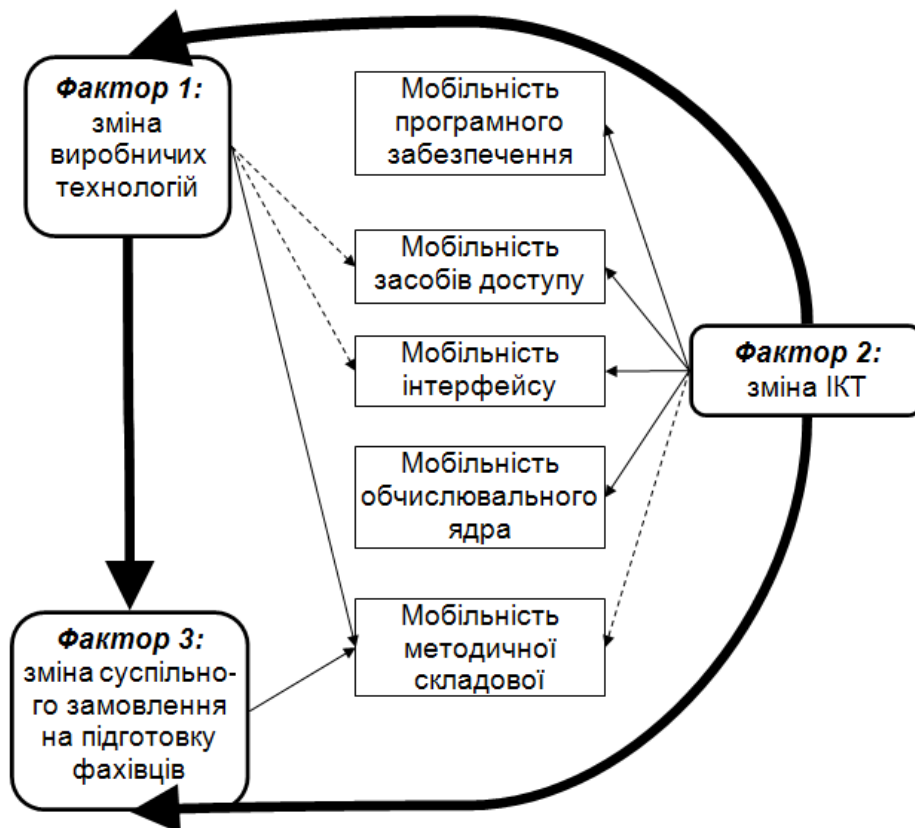 Фактор 1:
зміна
виробничих
технологій
Мобільність
програмного
забезпечення
Мобільність
засобів доступу
Мобільність
інтерфейсу
Фактор 2:
зміна ІКТ
Мобільність
обчислювального
ядра
Мобільність
методичної
складової
Фактор 3:
зміна суспільно-
го замовлення
на підготовку
фахівців